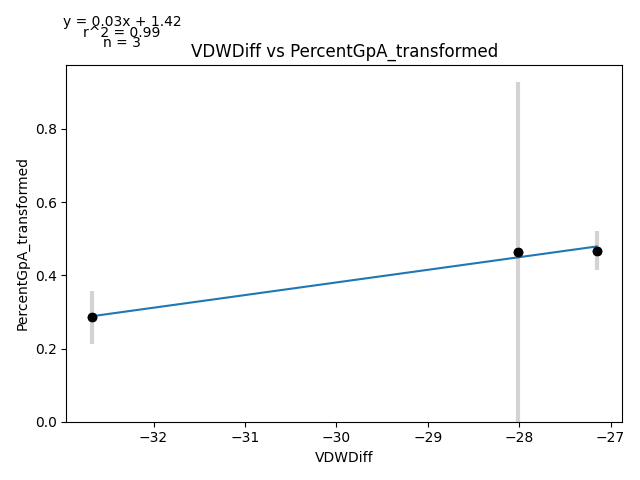 y = 0.03x + 1.42
r^2 = 0.99
n = 3
VDWDiff vs PercentGpA_transformed
PercentGpA_transformed
0.8
0.6
0.4
0.2
0.0
−32
−31
−30
−29
−28
−27
VDWDiff